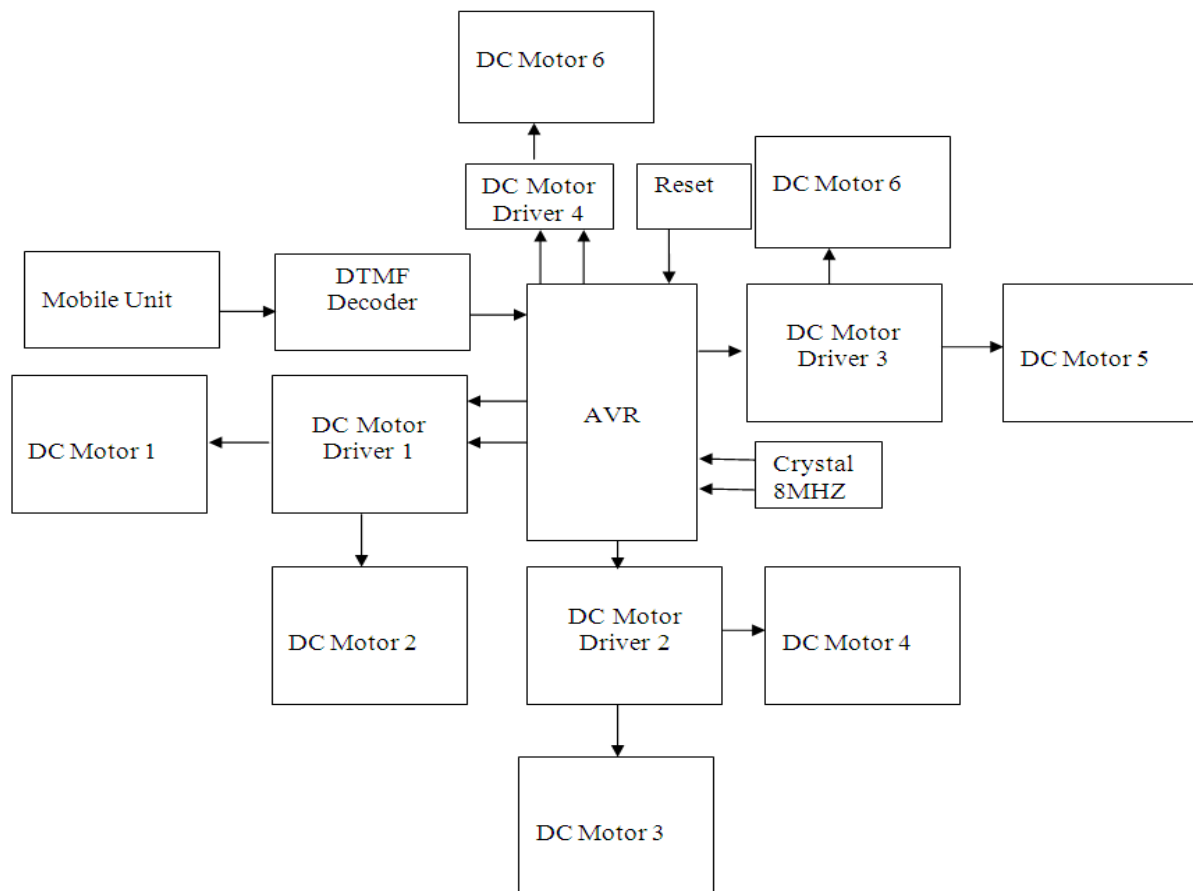 DC Motor 6
DC Motor
Driver 4
Reset
DC Motor 6
Mobile Unit
DTMF
Decoder
DC Motor
Driver 3
DC Motor 5
DC Motor 1
DC Motor
Driver 1
AVR
Crystal
8MHZ
DC Motor 2
DC Motor
Driver 2
DC Motor 4
DC Motor 3